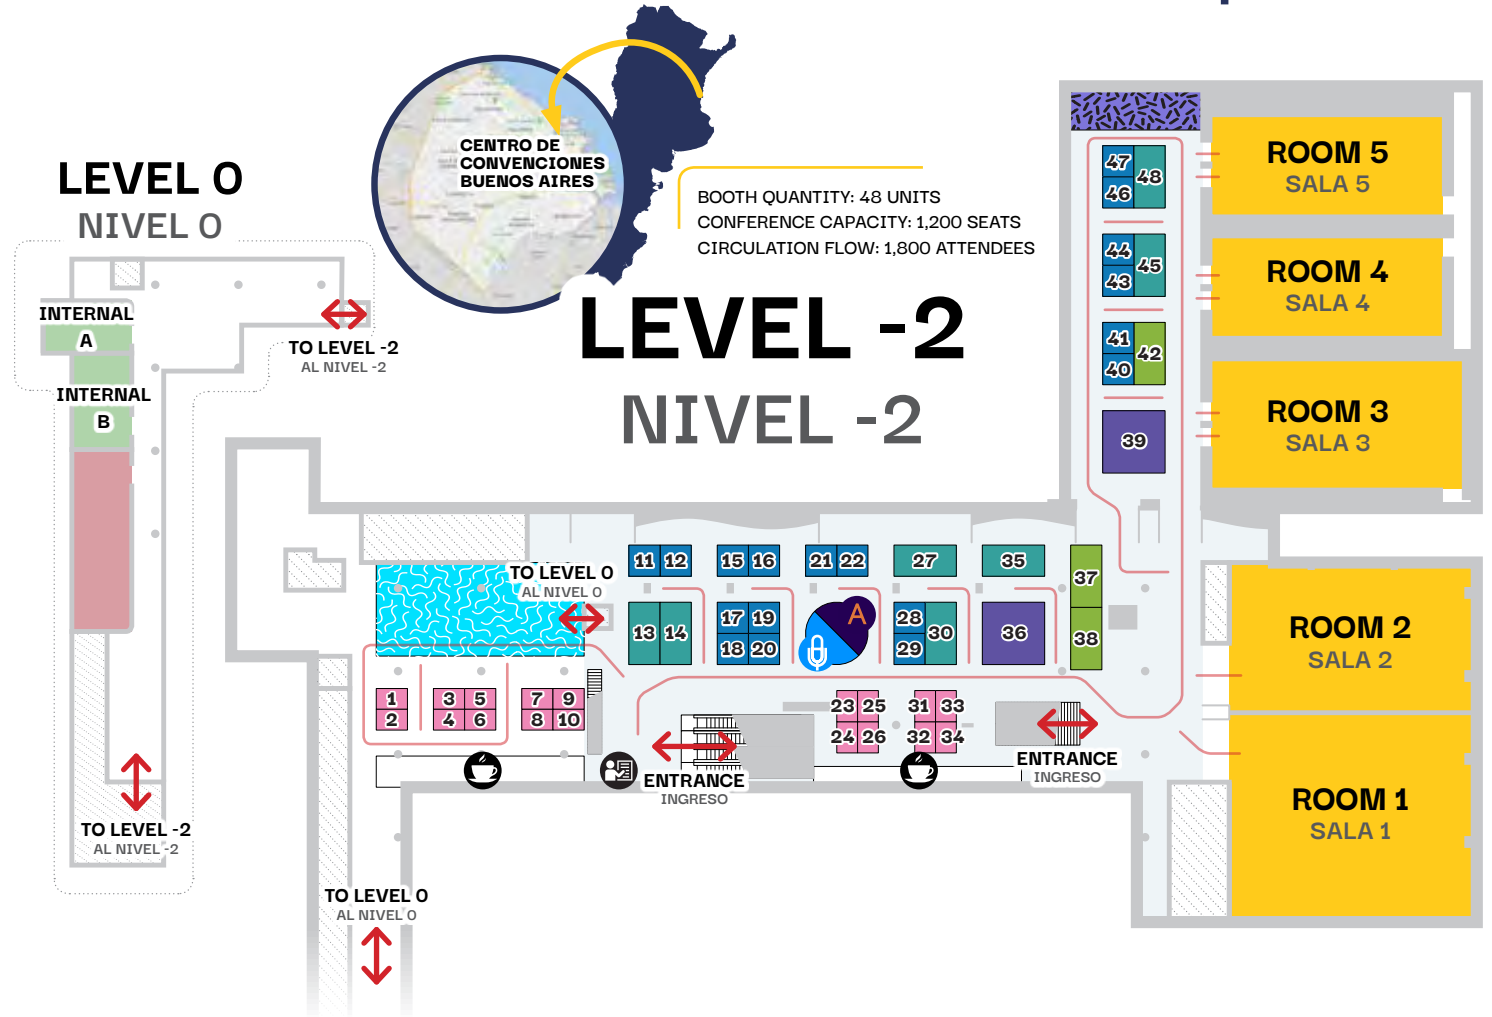 CENTRO DE
CONVENCIONES
BUENOS AIRES
BOOTH QUANTITY: 48 UNITS
CONFERENCE CAPACITY: 1,200 SEATS
CIRCULATION FLOW: 1,800 ATTENDEES
LEVEL 0
NIVEL 0
INTERNAL
A
INTERNAL
B
TO LEVEL -2
AL NIVEL -2
TO LEVEL -2
AL NIVEL -2
LEVEL -2
NIVEL -2
47
46
48
44
43
45
41
40
42
39
ROOM 5
SALA 5
ROOM 4
SALA 4
ROOM 3
SALA 3
ROOM 2
SALA 2
ROOM 1
SALA 1
TO LEVEL 0
AL NIVEL 0
11 12
15 16
21 22
27
35
37
38
13 14
17 19
18 20
A
28
29
30
36
1
2
3 5
4 6
7 9
8 10
23 25
24 26
31 33
32 34
ENTRANCE
INGRESO
ENTRANCE
INGRESO
TO LEVEL 0
AL NIVEL 0